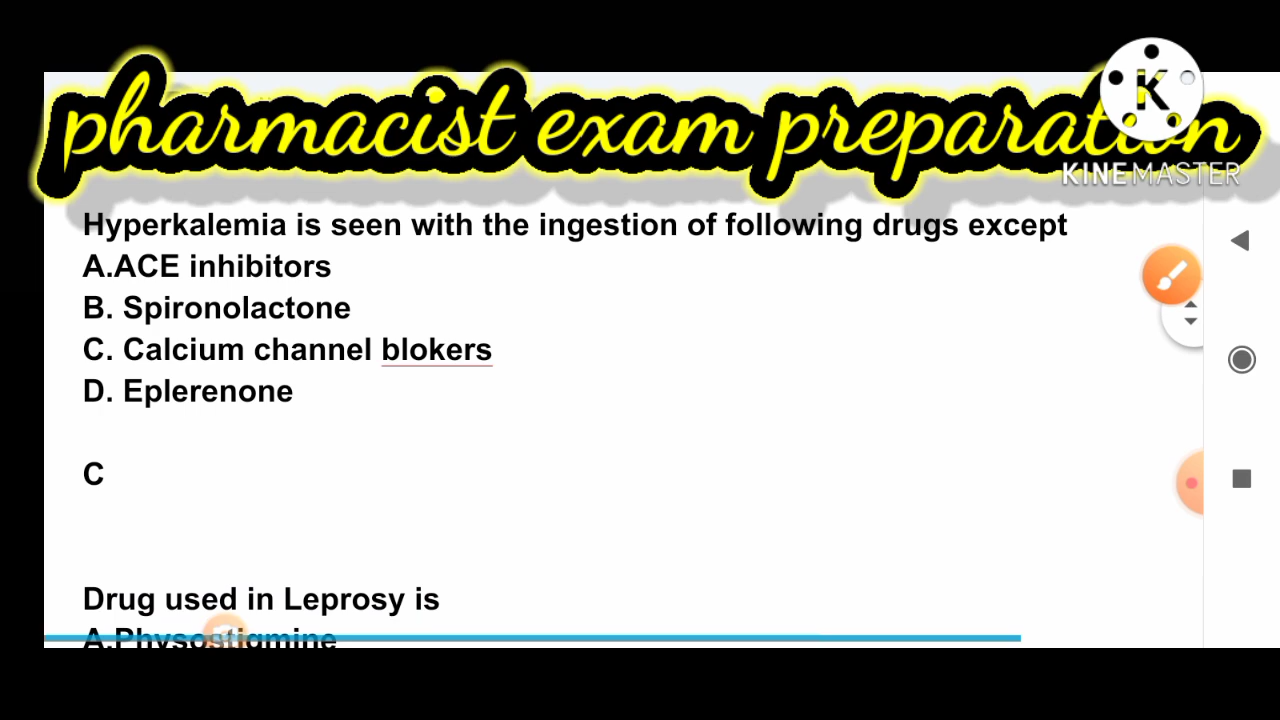 pharmacist exam preparation
K
KINEMASTER
Hyperkalemia is seen with the ingestion of following drugs except
A.ACE inhibitors
B. Spironolactone
C. Calcium channel blokers
D. Eplerenone
C
Drug used in Leprosy is
A.Physostigmine